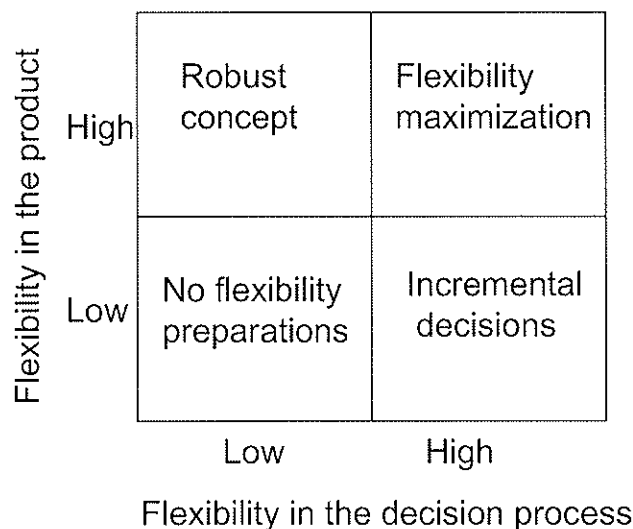 Flexibility in the product
High
Low
Robust
concept
Flexibility
maximization
No flexibility
preparations
Incremental
decisions
Low
High
Flexibility in the decision process